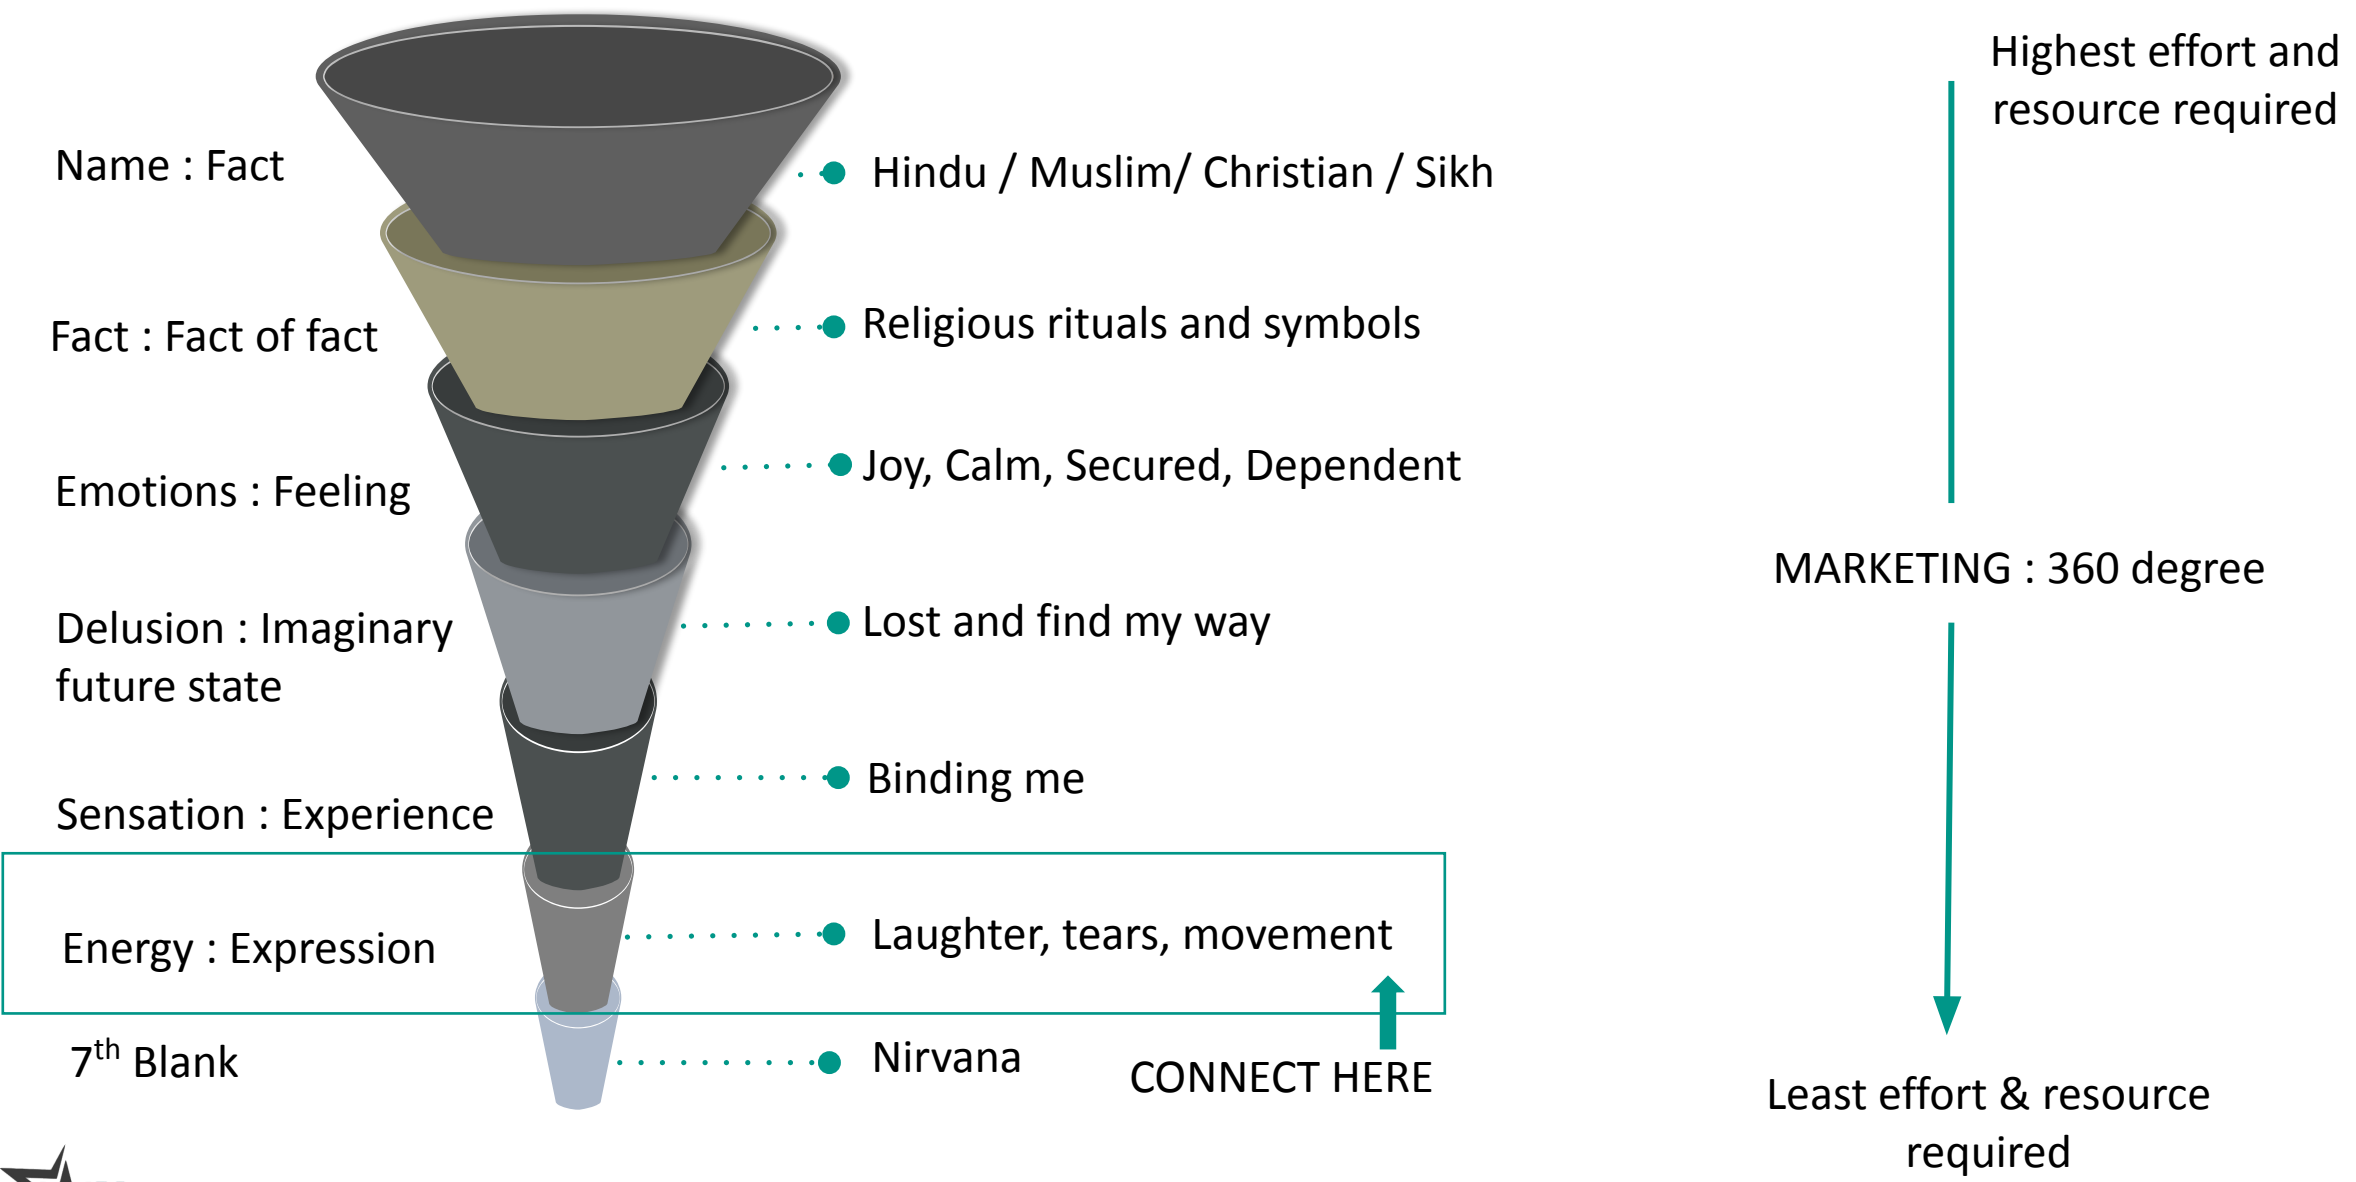 Highest effort and
resource required
Name : Fact
Hindu / Muslim/ Christian / Sikh
Fact : Fact of fact
Religious rituals and symbols
Emotions : Feeling
Joy, Calm, Secured, Dependent
MARKETING : 360 degree
Delusion : Imaginary
future state
Lost and find my way
Sensation : Experience
Binding me
Energy : Expression
Laughter, tears, movement
7th Blank
Nirvana
CONNECT HERE
Least effort & resource
required